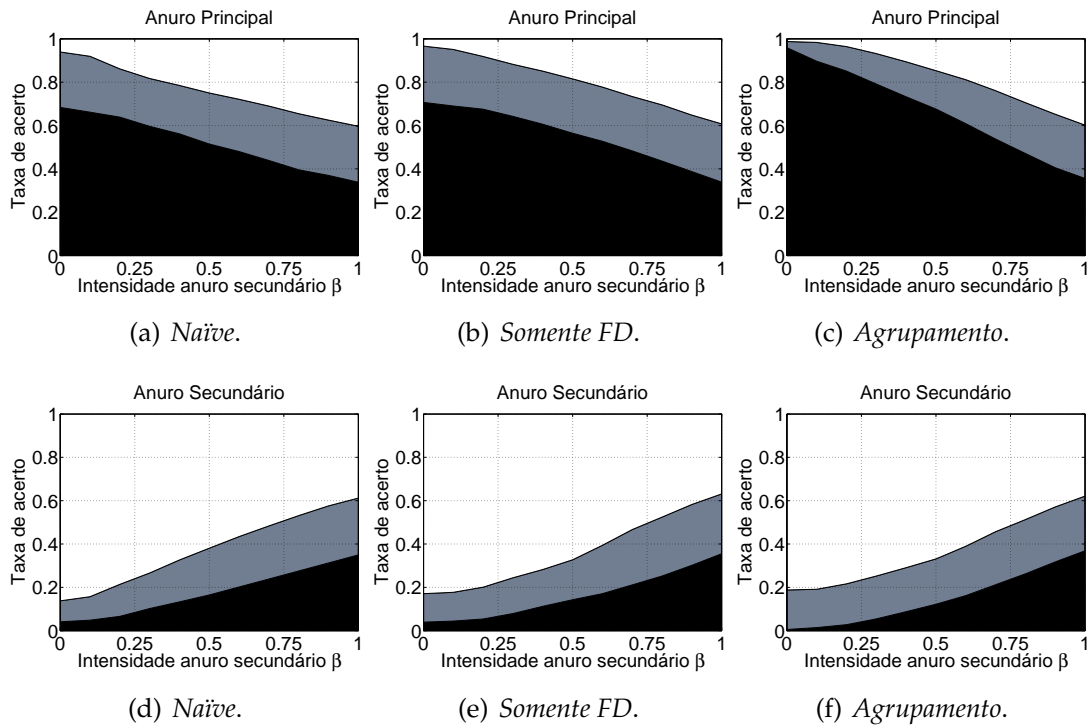 Anuro Principal
Anuro Principal
Anuro Principal
Taxa de acerto
1
0.8
0.6
0.4
0.2
0
0 0.25 0.5 0.75 1
Intensidade anuro secundário β
Taxa de acerto
1
0.8
0.6
0.4
0.2
0
0 0.25 0.5 0.75 1
Intensidade anuro secundário β
Taxa de acerto
1
0.8
0.6
0.4
0.2
0
0 0.25 0.5 0.75 1
Intensidade anuro secundário β
(a) Naïve.
(b) Somente FD.
(c) Agrupamento.
Anuro Secundário
Anuro Secundário
Anuro Secundário
Taxa de acerto
1
0.8
0.6
0.4
0.2
0
0 0.25 0.5 0.75 1
Intensidade anuro secundário β
Taxa de acerto
1
0.8
0.6
0.4
0.2
0
0 0.25 0.5 0.75 1
Intensidade anuro secundário β
Taxa de acerto
1
0.8
0.6
0.4
0.2
0
0 0.25 0.5 0.75 1
Intensidade anuro secundário β
(d) Naïve.
(e) Somente FD.
(f) Agrupamento.